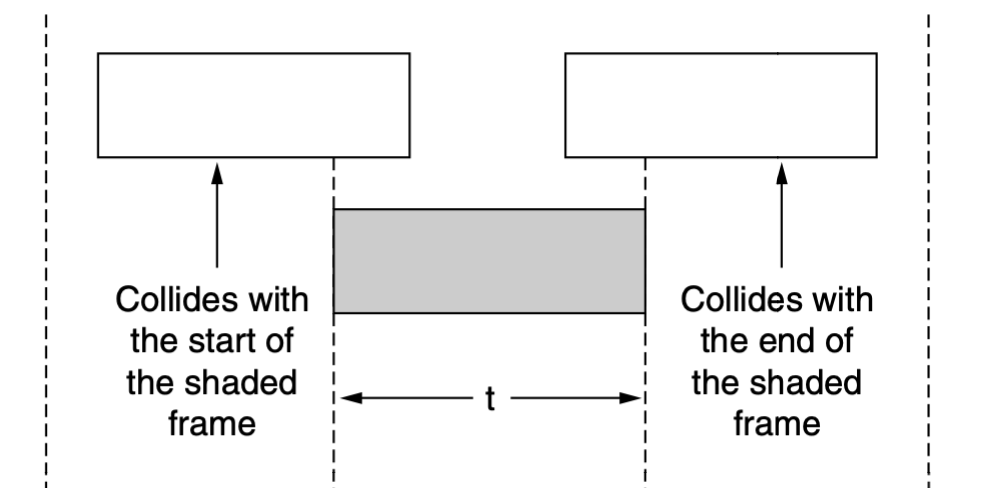 Collides with
the start of
the shaded
frame
t
Collides with
the end of
the shaded
frame